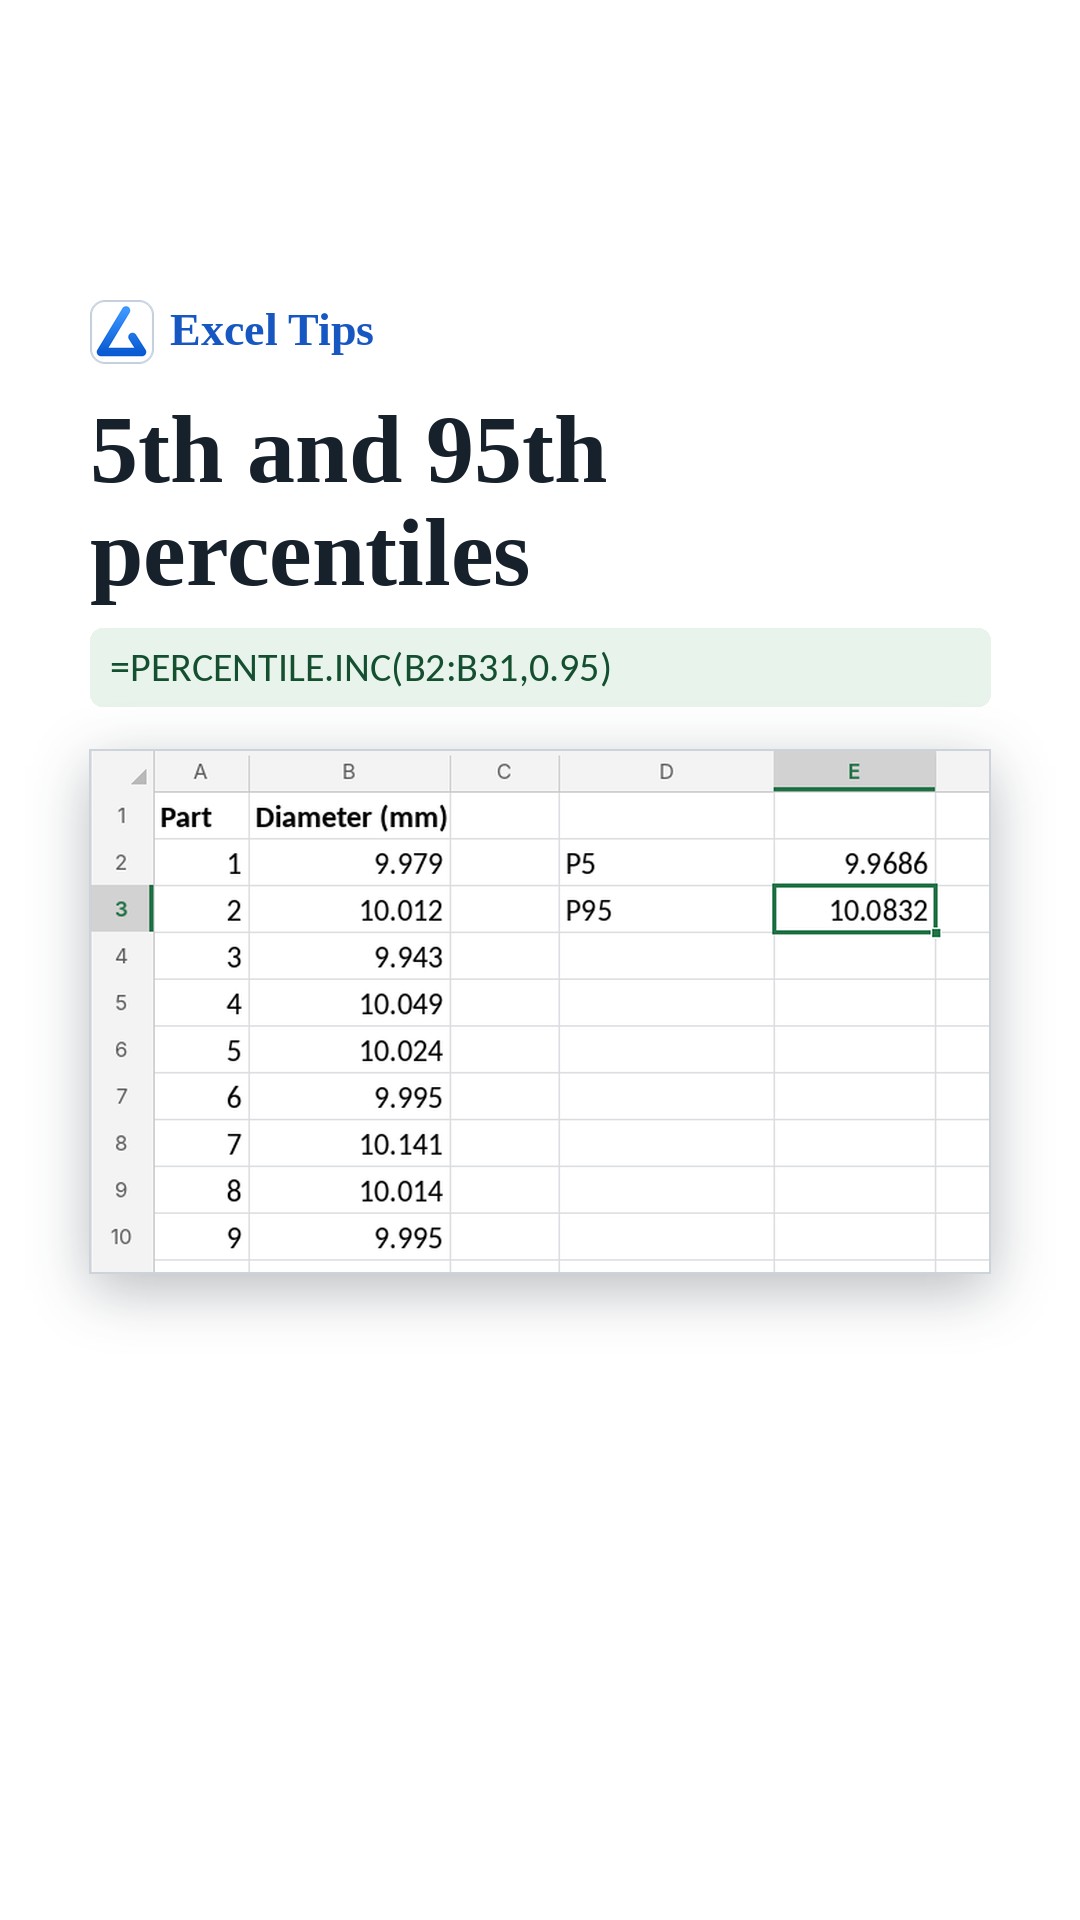 Excel Tips
5th and 95th
percentiles
=PERCENTILE.INC(B2:B31,0.95)
A B C D E
1 Part Diameter (mm)
2 1 9.979 P5 9.9686
3 2 10.012 P95 10.0832
4 3 9.943
5 4 10.049
6 5 10.024
7 6 9.995
8 7 10.141
9 8 10.014
10 9 9.995